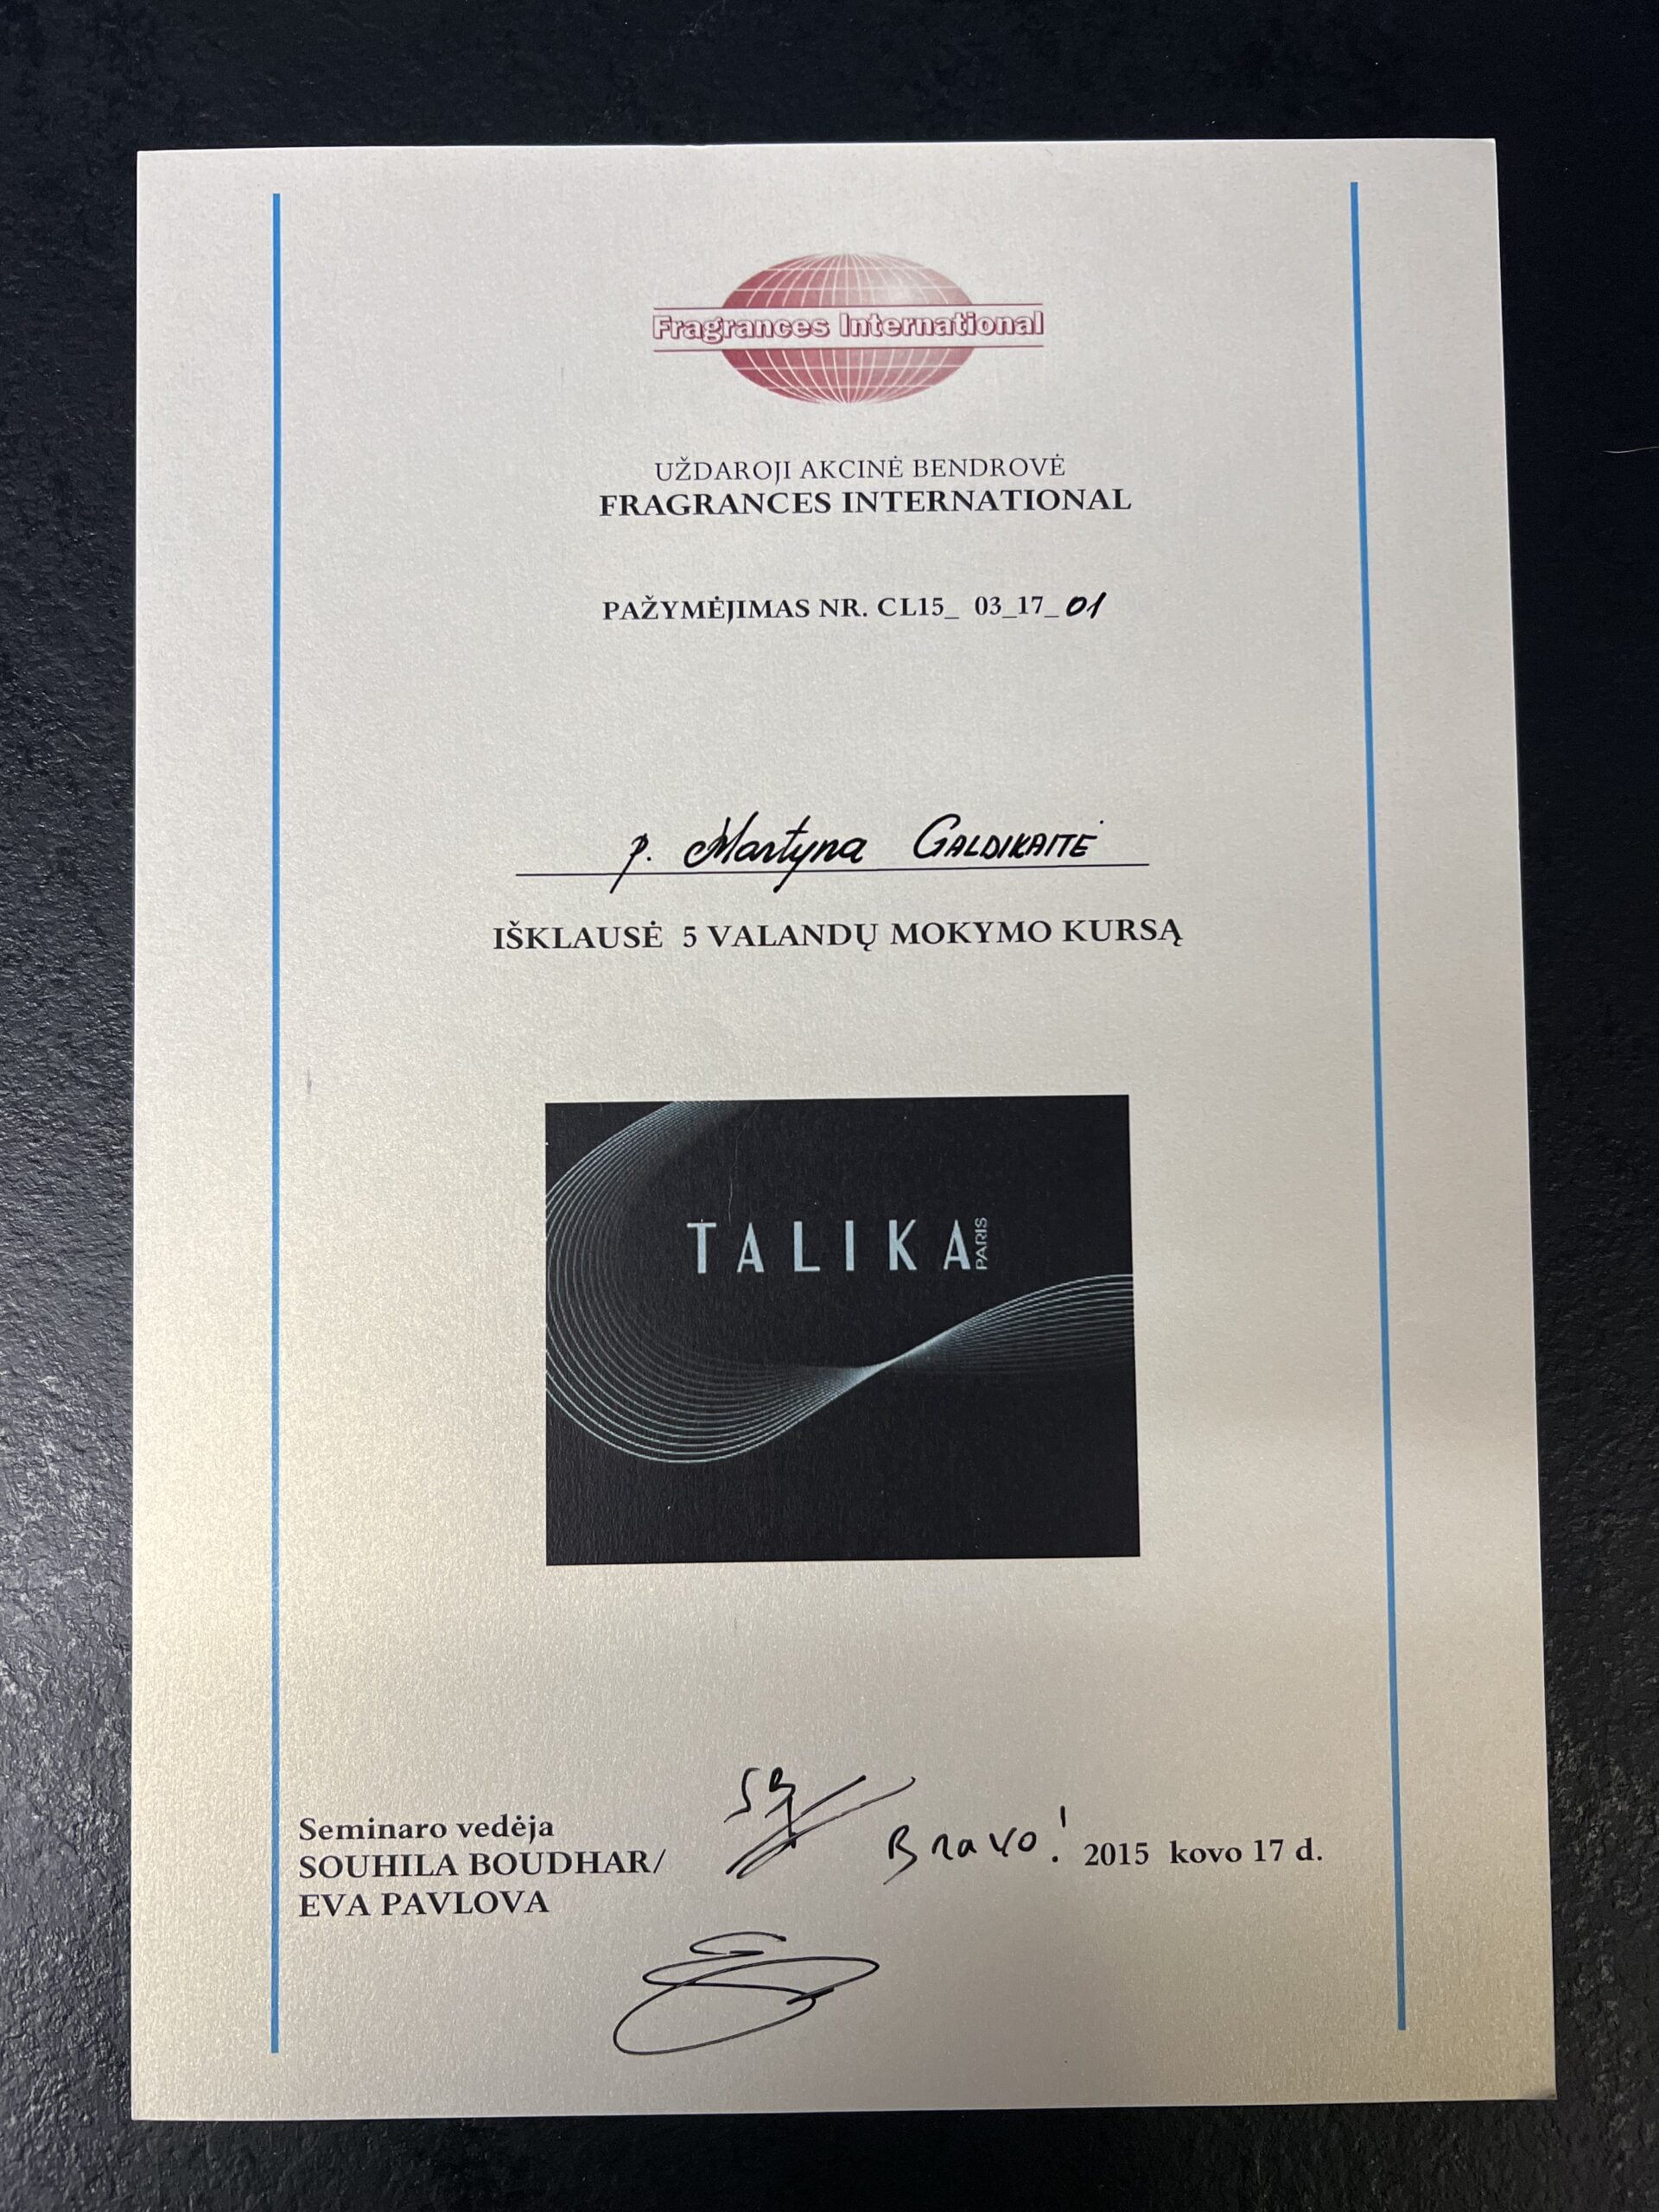 Fragrances International
UŽDAROJI AKCINĖ BENDROVĖ
FRAGRANCES INTERNATIONAL
PAŽYMĖJIMAS NR. CL15_ 03_17_01
p. Martyna GALDIKAITĖ
IŠKLAUSĖ 5 VALANDŲ MOKYMO KURSĄ
TALIKA PARIS
Seminaro vedėja
SOUHILA BOUDHAR/
EVA PAVLOVA
Bravo!
2015 kovo 17 d.